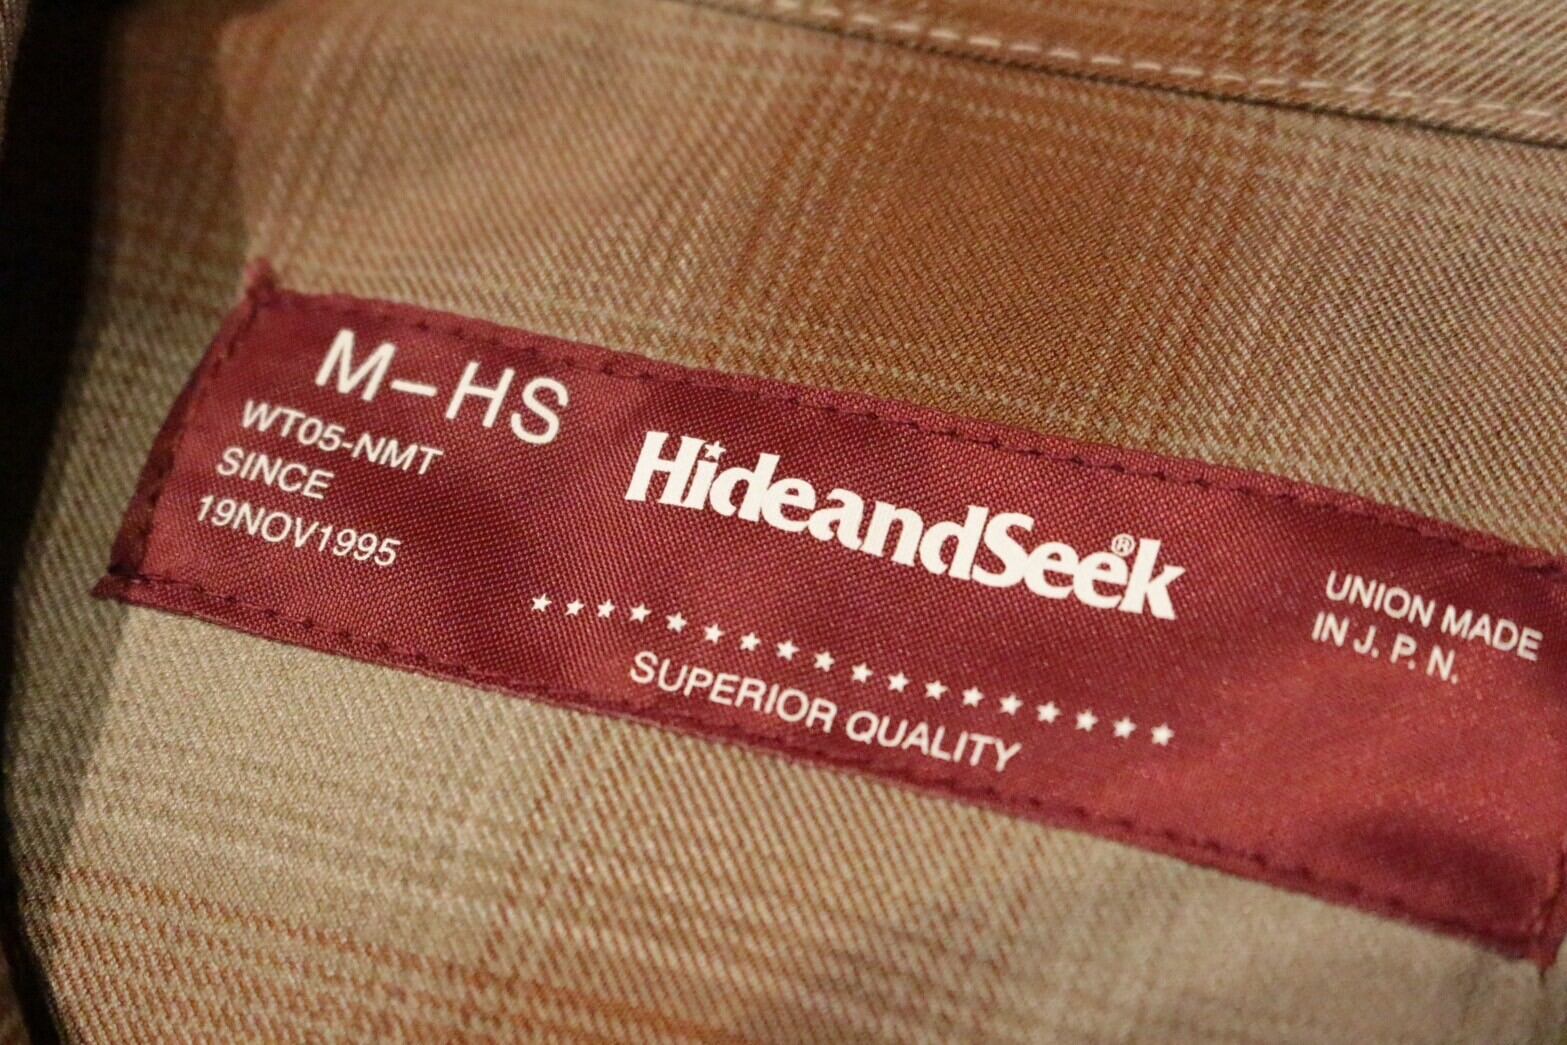 M-HS
WT05-NMT
SINCE
19NOV1995
HideandSeek®
★★★★★★★★★★★★★★★★★★
SUPERIOR QUALITY
UNION MADE
IN J. P. N.